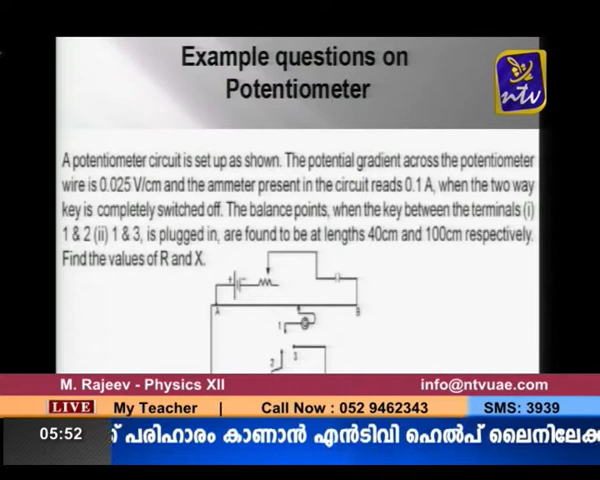 Example questions on
Potentiometer
ntv
A potentiometer circuit is set up as shown. The potential gradient across the potentiometer
wire is 0.025 V/cm and the ammeter present in the circuit reads 0.1 A, when the two way
key is completely switched off. The balance points, when the key between the terminals (i)
1 & 2 (ii) 1 & 3, is plugged in, are found to be at lengths 40cm and 100cm respectively.
Find the values of R and X.
A
B
1
G
2
3
M. Rajeev - Physics XII
info@ntvuae.com
LIVE
My Teacher | Call Now : 052 9462343
SMS: 3939
05:52
പരിഹാരം കാണാൻ എൻടിവി ഹെൽപ് ലൈനിലേക്ക